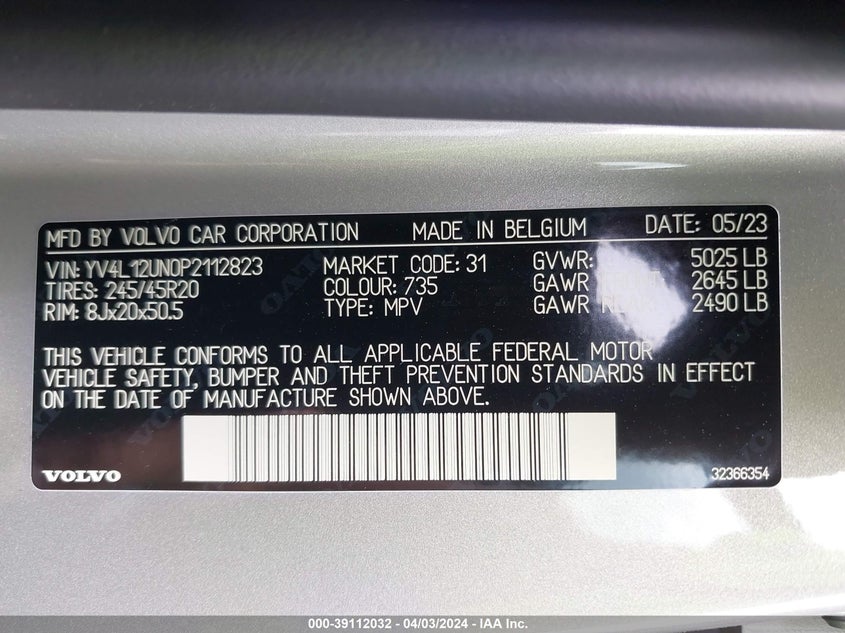 MFD BY VOLVO CAR CORPORATION MADE IN BELGIUM DATE: 05/23
VIN: YV4L12UN0P2112823 MARKET CODE: 31 GVWR: 5025 LB
TIRES: 245/45R20 COLOUR: 735 GAWR 2645 LB
RIM: 8Jx20x50.5 TYPE: MPV GAWR 2490 LB
THIS VEHICLE CONFORMS TO ALL APPLICABLE FEDERAL MOTOR
VEHICLE SAFETY, BUMPER AND THEFT PREVENTION STANDARDS IN EFFECT
ON THE DATE OF MANUFACTURE SHOWN ABOVE.
VOLVO 32366354
000-39112032 - 04/03/2024 - IAA Inc.